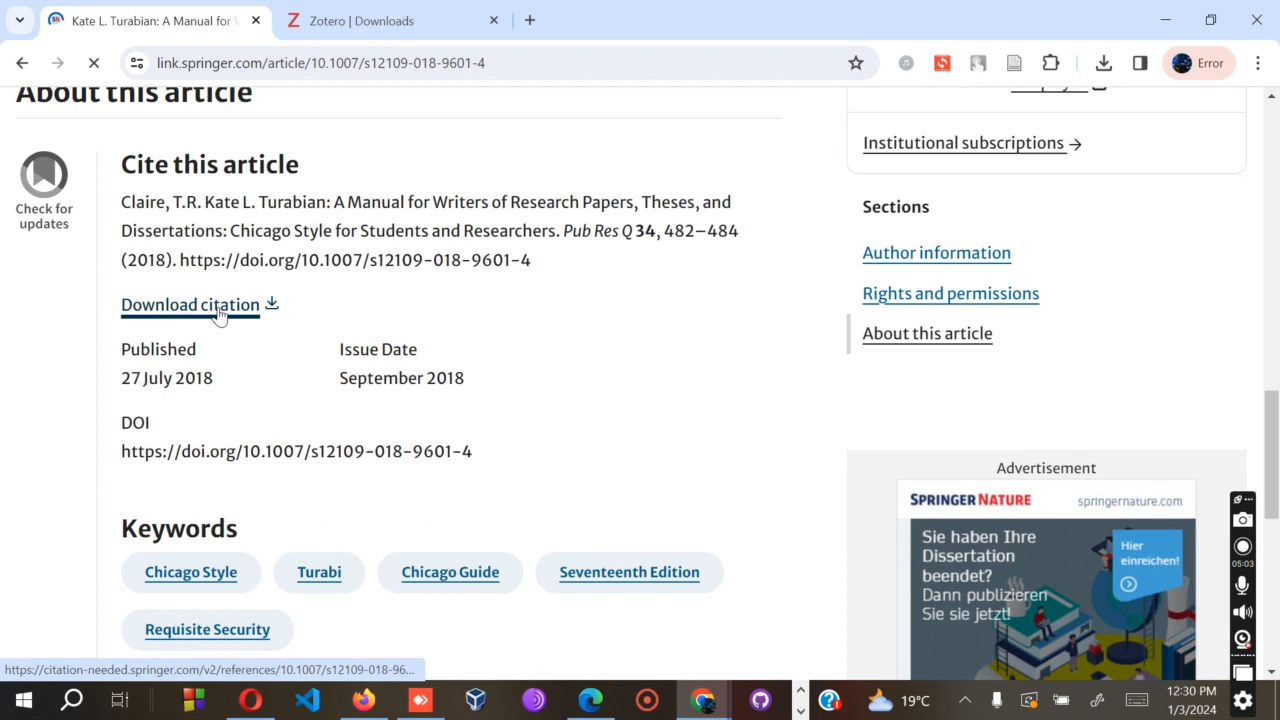 Kate L. Turabian: A Manual for
Zotero | Downloads
link.springer.com/article/10.1007/s12109-018-9601-4
Error
About this article
Institutional subscriptions →
Check for
updates
Cite this article
Claire, T.R. Kate L. Turabian: A Manual for Writers of Research Papers, Theses, and
Dissertations: Chicago Style for Students and Researchers. Pub Res Q 34, 482–484
(2018). https://doi.org/10.1007/s12109-018-9601-4
Download citation
Published
27 July 2018
Issue Date
September 2018
DOI
https://doi.org/10.1007/s12109-018-9601-4
Keywords
Chicago Style
Turabi
Chicago Guide
Seventeenth Edition
Requisite Security
Sections
Author information
Rights and permissions
About this article
Advertisement
SPRINGER NATURE
springernature.com
Sie haben Ihre
Dissertation
beendet?
Dann publizieren
Sie sie jetzt!
Hier
einreichen!
05:03
https://citation-needed.springer.com/v2/references/10.1007/s12109-018-96...
19°C
12:30 PM
1/3/2024